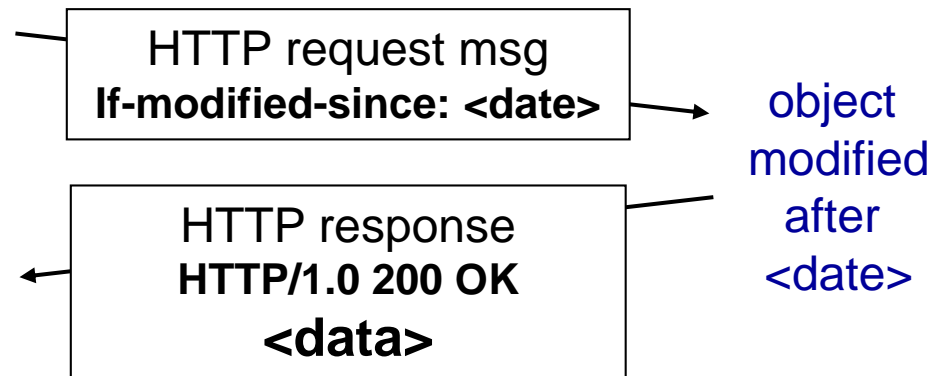 HTTP request msg
If-modified-since: <date>
object
modified
after
<date>
HTTP response
HTTP/1.0 200 OK
<data>